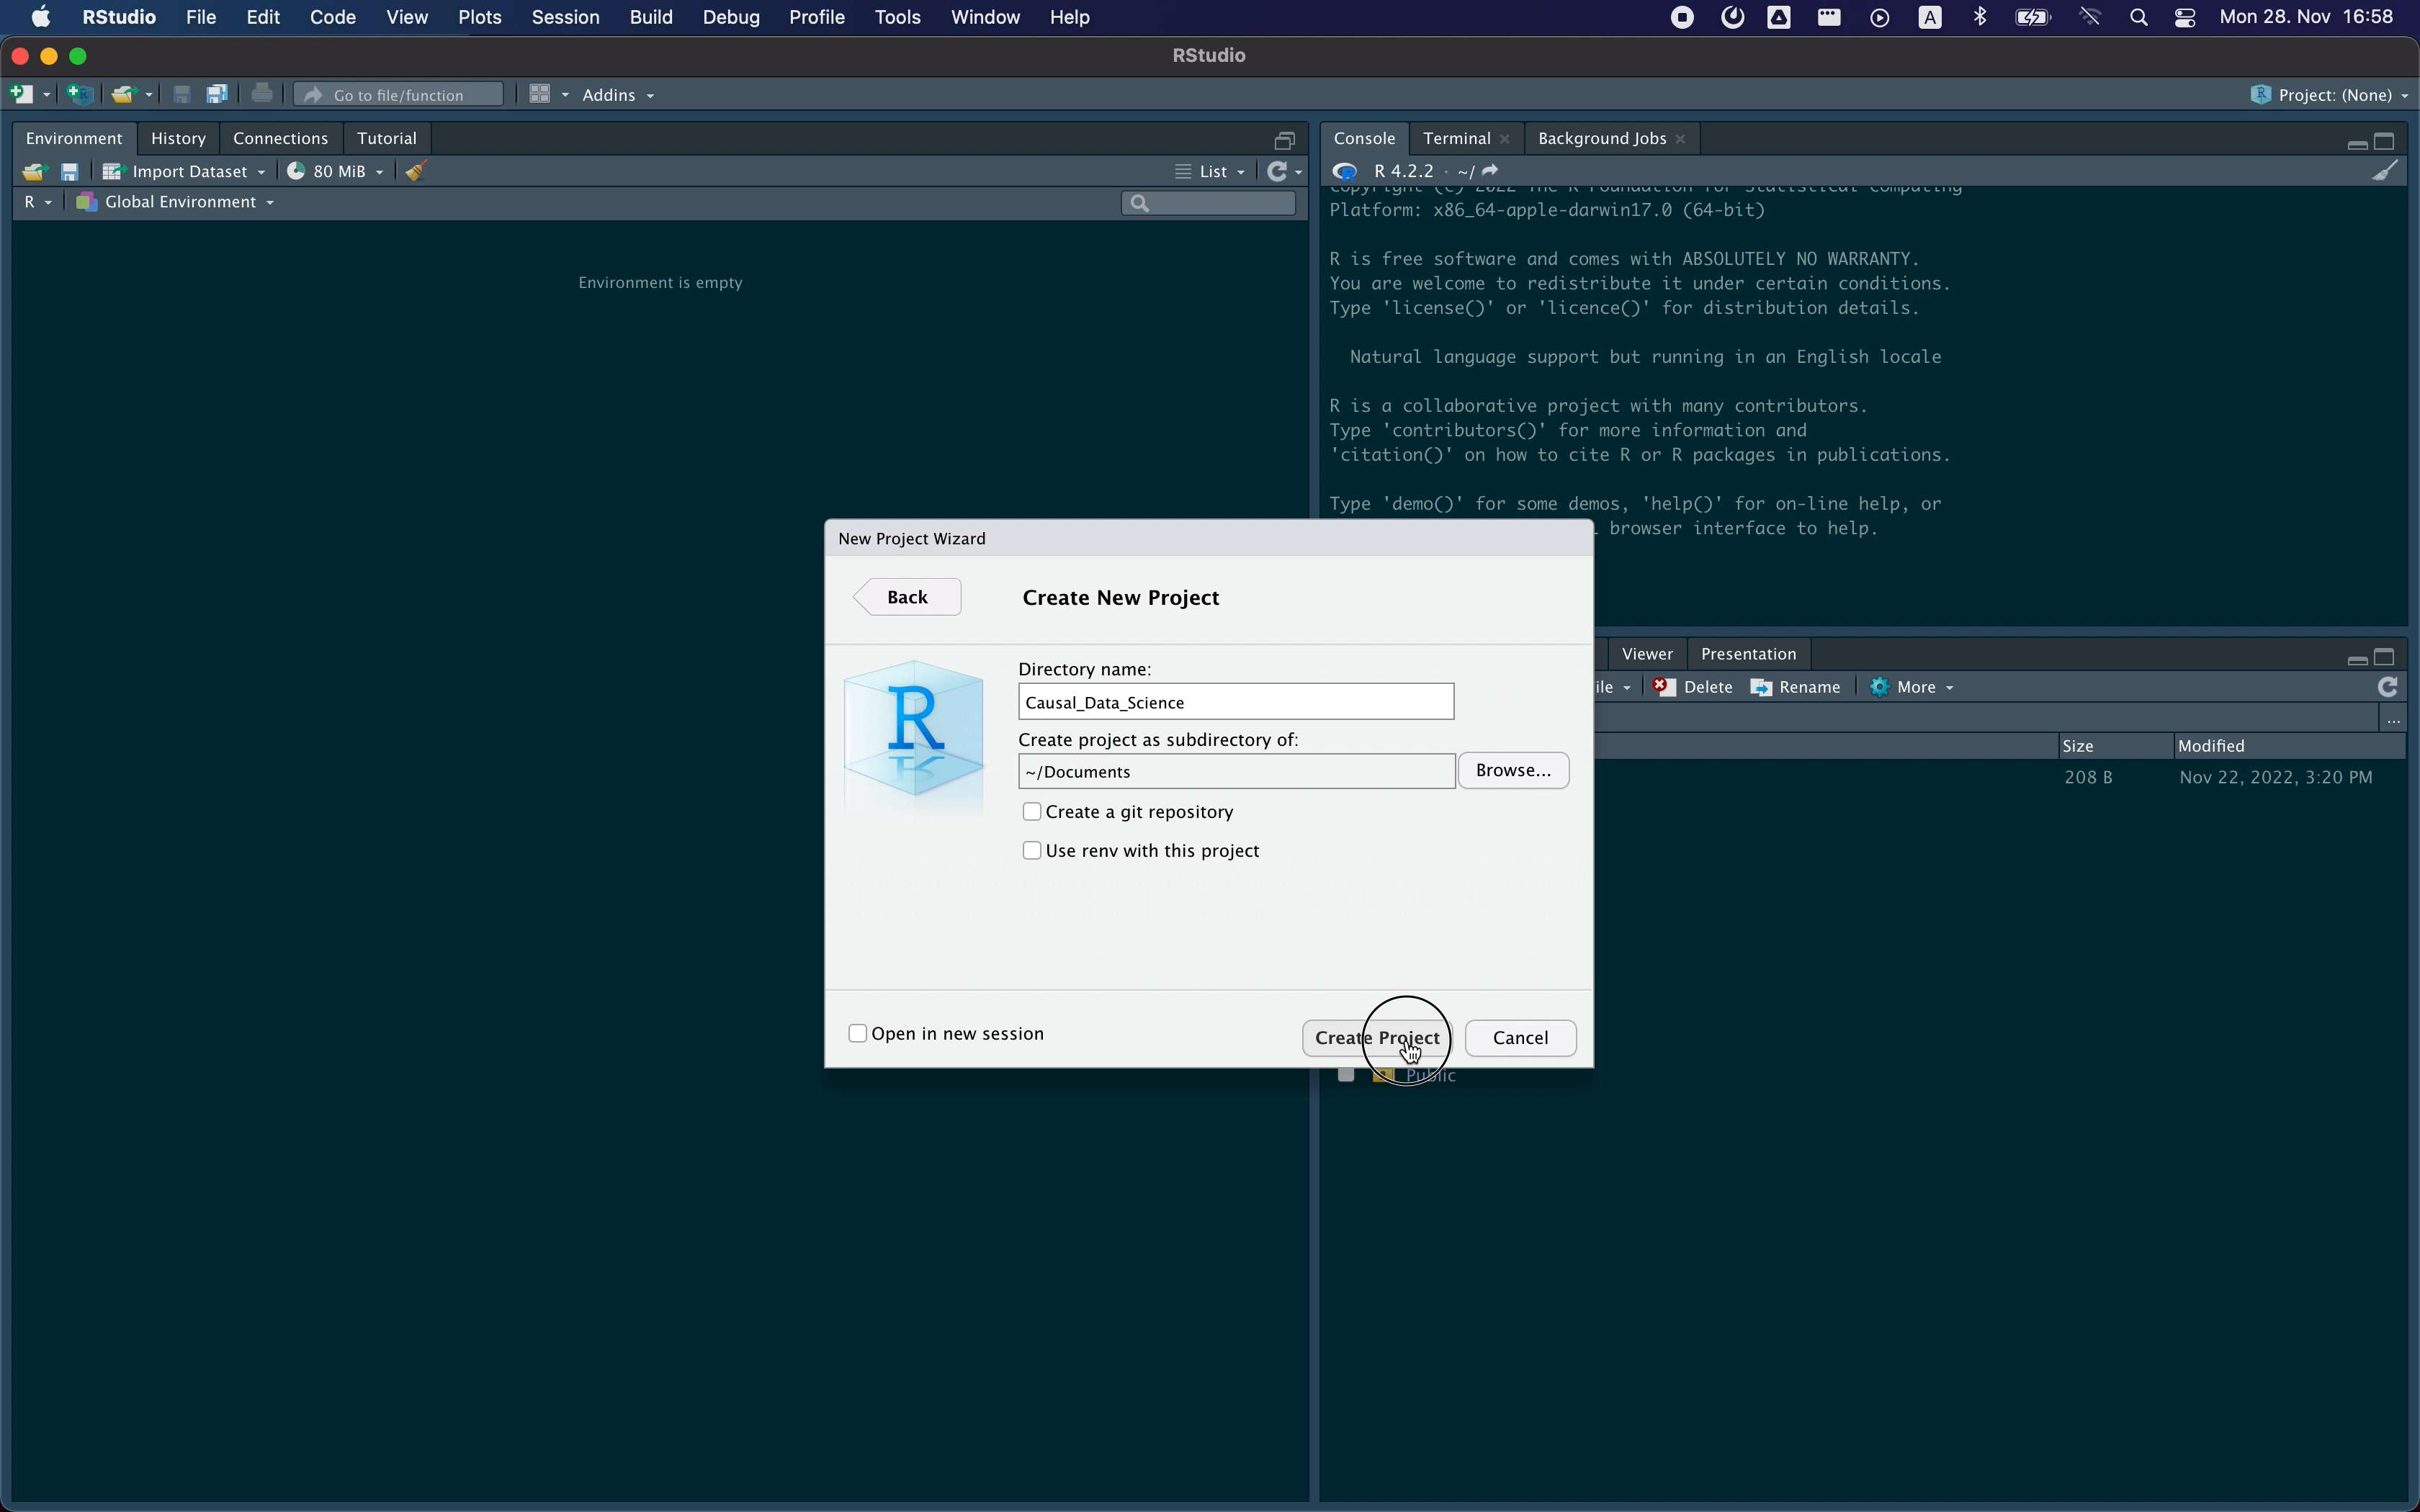 RStudio File Edit Code View Plots Session Build Debug Profile Tools Window Help A Mon 28. Nov 16:58
RStudio
Go to file/function Addins Project: (None)
Environment History Connections Tutorial
Import Dataset 80 MiB List
R Global Environment
Environment is empty
Console Terminal Background Jobs
R 4.2.2 · ~/
Copyright (C) 2022 The R Foundation for Statistical Computing
Platform: x86_64-apple-darwin17.0 (64-bit)
R is free software and comes with ABSOLUTELY NO WARRANTY.
You are welcome to redistribute it under certain conditions.
Type 'license()' or 'licence()' for distribution details.
Natural language support but running in an English locale
R is a collaborative project with many contributors.
Type 'contributors()' for more information and
'citation()' on how to cite R or R packages in publications.
Type 'demo()' for some demos, 'help()' for on-line help, or
browser interface to help.
Viewer Presentation
ile Delete Rename More
...
Size Modified
208 B Nov 22, 2022, 3:20 PM
Public
New Project Wizard
Back Create New Project
R
Directory name:
Causal_Data_Science
Create project as subdirectory of:
~/Documents Browse...
Create a git repository
Use renv with this project
Open in new session Create Project Cancel